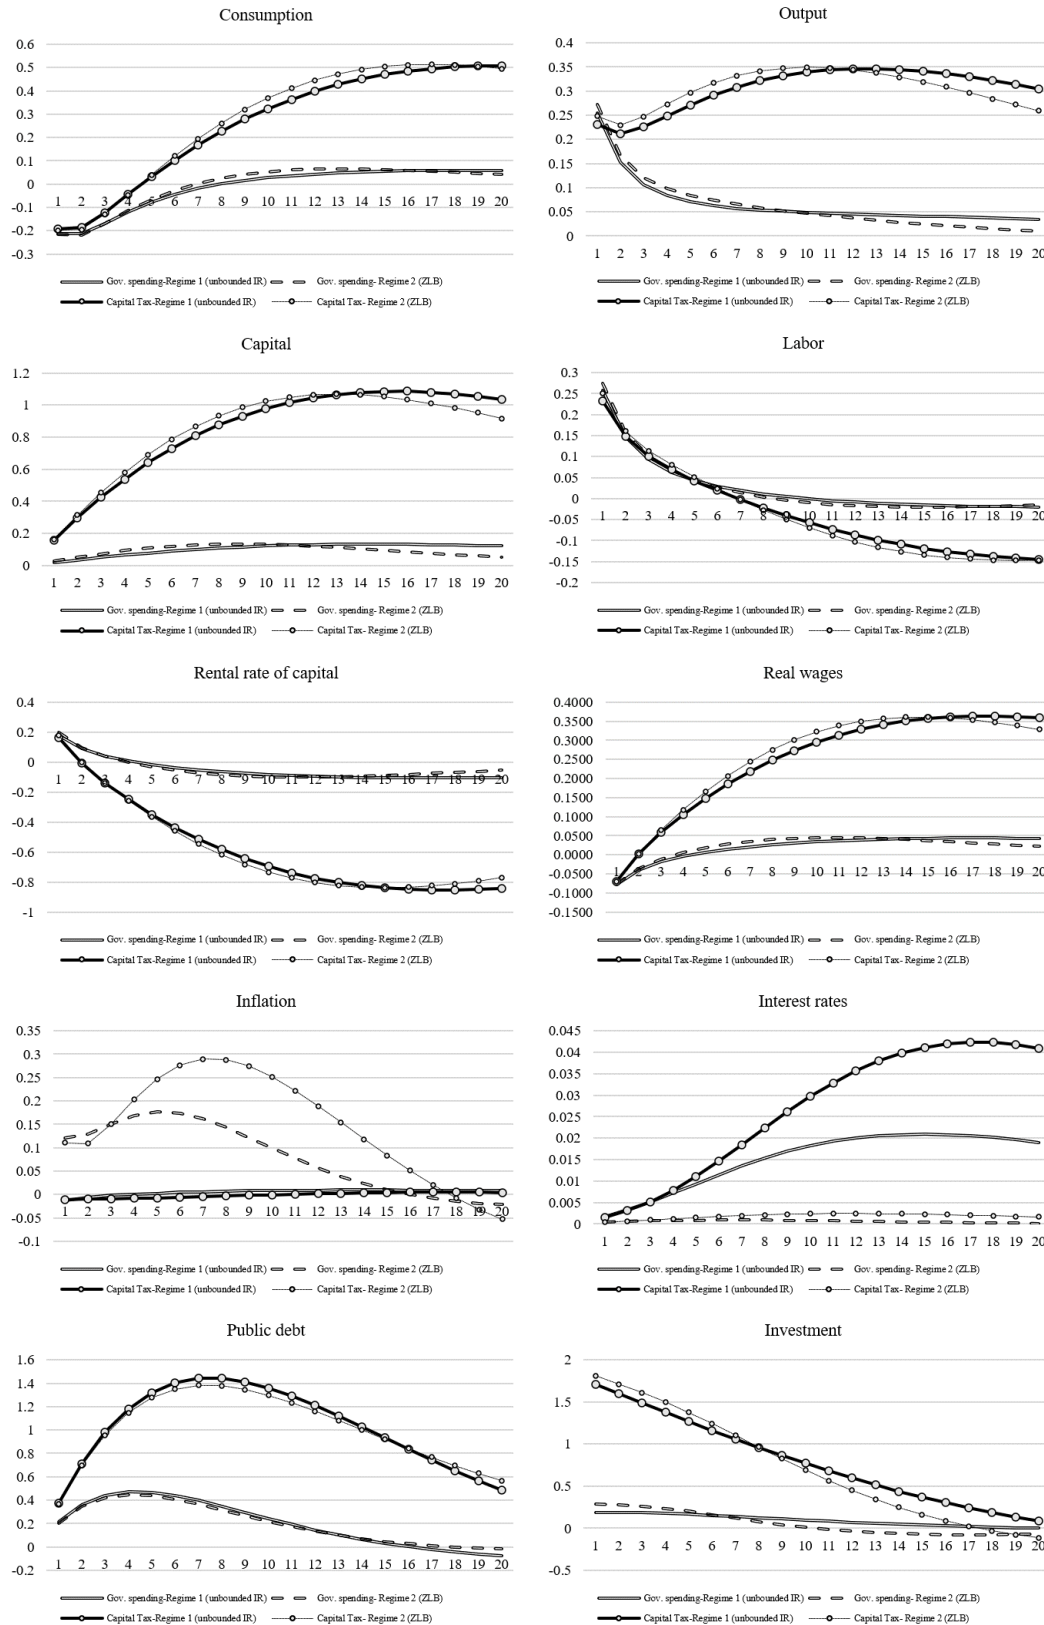 Consumption
0.6
0.5
0.4
0.3
0.2
0.1
0
-0.1
-0.2
-0.3
1 2 3 4 5 6 7 8 9 10 11 12 13 14 15 16 17 18 19 20
Gov. spending-Regime 1 (unbounded IR) Gov. spending- Regime 2 (ZLB)
Capital Tax-Regime 1 (unbounded IR) Capital Tax- Regime 2 (ZLB)
Output
0.4
0.35
0.3
0.25
0.2
0.15
0.1
0.05
0
1 2 3 4 5 6 7 8 9 10 11 12 13 14 15 16 17 18 19 20
Gov. spending-Regime 1 (unbounded IR) Gov. spending- Regime 2 (ZLB)
Capital Tax-Regime 1 (unbounded IR) Capital Tax- Regime 2 (ZLB)
Capital
1.2
1
0.8
0.6
0.4
0.2
0
1 2 3 4 5 6 7 8 9 10 11 12 13 14 15 16 17 18 19 20
Gov. spending-Regime 1 (unbounded IR) Gov. spending- Regime 2 (ZLB)
Capital Tax-Regime 1 (unbounded IR) Capital Tax- Regime 2 (ZLB)
Labor
0.3
0.25
0.2
0.15
0.1
0.05
0
-0.05
-0.1
-0.15
-0.2
1 2 3 4 5 6 7 8 9 10 11 12 13 14 15 16 17 18 19 20
Gov. spending-Regime 1 (unbounded IR) Gov. spending- Regime 2 (ZLB)
Capital Tax-Regime 1 (unbounded IR) Capital Tax- Regime 2 (ZLB)
Rental rate of capital
0.4
0.2
0
-0.2
-0.4
-0.6
-0.8
-1
1 2 3 4 5 6 7 8 9 10 11 12 13 14 15 16 17 18 19 20
Gov. spending-Regime 1 (unbounded IR) Gov. spending- Regime 2 (ZLB)
Capital Tax-Regime 1 (unbounded IR) Capital Tax- Regime 2 (ZLB)
Real wages
0.4000
0.3500
0.3000
0.2500
0.2000
0.1500
0.1000
0.0500
0.0000
-0.0500
-0.1000
-0.1500
1 2 3 4 5 6 7 8 9 10 11 12 13 14 15 16 17 18 19 20
Gov. spending-Regime 1 (unbounded IR) Gov. spending- Regime 2 (ZLB)
Capital Tax-Regime 1 (unbounded IR) Capital Tax- Regime 2 (ZLB)
Inflation
0.35
0.3
0.25
0.2
0.15
0.1
0.05
0
-0.05
-0.1
1 2 3 4 5 6 7 8 9 10 11 12 13 14 15 16 17 18 19 20
Gov. spending-Regime 1 (unbounded IR) Gov. spending- Regime 2 (ZLB)
Capital Tax-Regime 1 (unbounded IR) Capital Tax- Regime 2 (ZLB)
Interest rates
0.045
0.04
0.035
0.03
0.025
0.02
0.015
0.01
0.005
0
1 2 3 4 5 6 7 8 9 10 11 12 13 14 15 16 17 18 19 20
Gov. spending-Regime 1 (unbounded IR) Gov. spending- Regime 2 (ZLB)
Capital Tax-Regime 1 (unbounded IR) Capital Tax- Regime 2 (ZLB)
Public debt
1.6
1.4
1.2
1
0.8
0.6
0.4
0.2
0
-0.2
1 2 3 4 5 6 7 8 9 10 11 12 13 14 15 16 17 18 19 20
Gov. spending-Regime 1 (unbounded IR) Gov. spending- Regime 2 (ZLB)
Capital Tax-Regime 1 (unbounded IR) Capital Tax- Regime 2 (ZLB)
Investment
2
1.5
1
0.5
0
-0.5
1 2 3 4 5 6 7 8 9 10 11 12 13 14 15 16 17 18 19 20
Gov. spending-Regime 1 (unbounded IR) Gov. spending- Regime 2 (ZLB)
Capital Tax-Regime 1 (unbounded IR) Capital Tax- Regime 2 (ZLB)